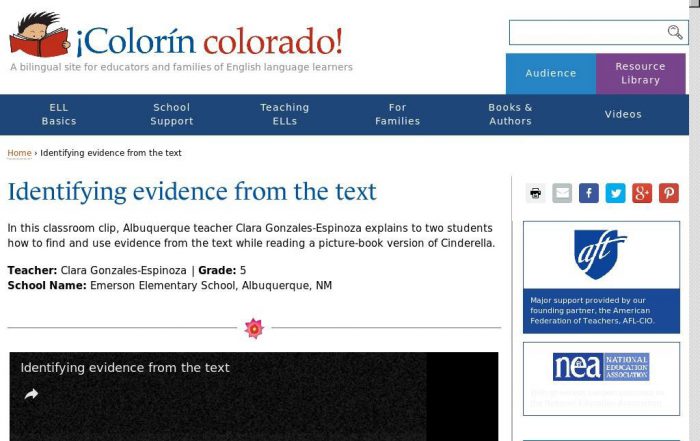 ¡Colorín colorado!
A bilingual site for educators and families of English language learners
Audience
Resource
Library
ELL
Basics
School
Support
Teaching
ELLs
For
Families
Books &
Authors
Videos
Home › Identifying evidence from the text
Identifying evidence from the text
In this classroom clip, Albuquerque teacher Clara Gonzales-Espinoza explains to two students
how to find and use evidence from the text while reading a picture-book version of Cinderella.
Teacher: Clara Gonzales-Espinoza | Grade: 5
School Name: Emerson Elementary School, Albuquerque, NM
Identifying evidence from the text
aft
Major support provided by our
founding partner, the American
Federation of Teachers, AFL-CIO.
nea NATIONAL
EDUCATION
ASSOCIATION